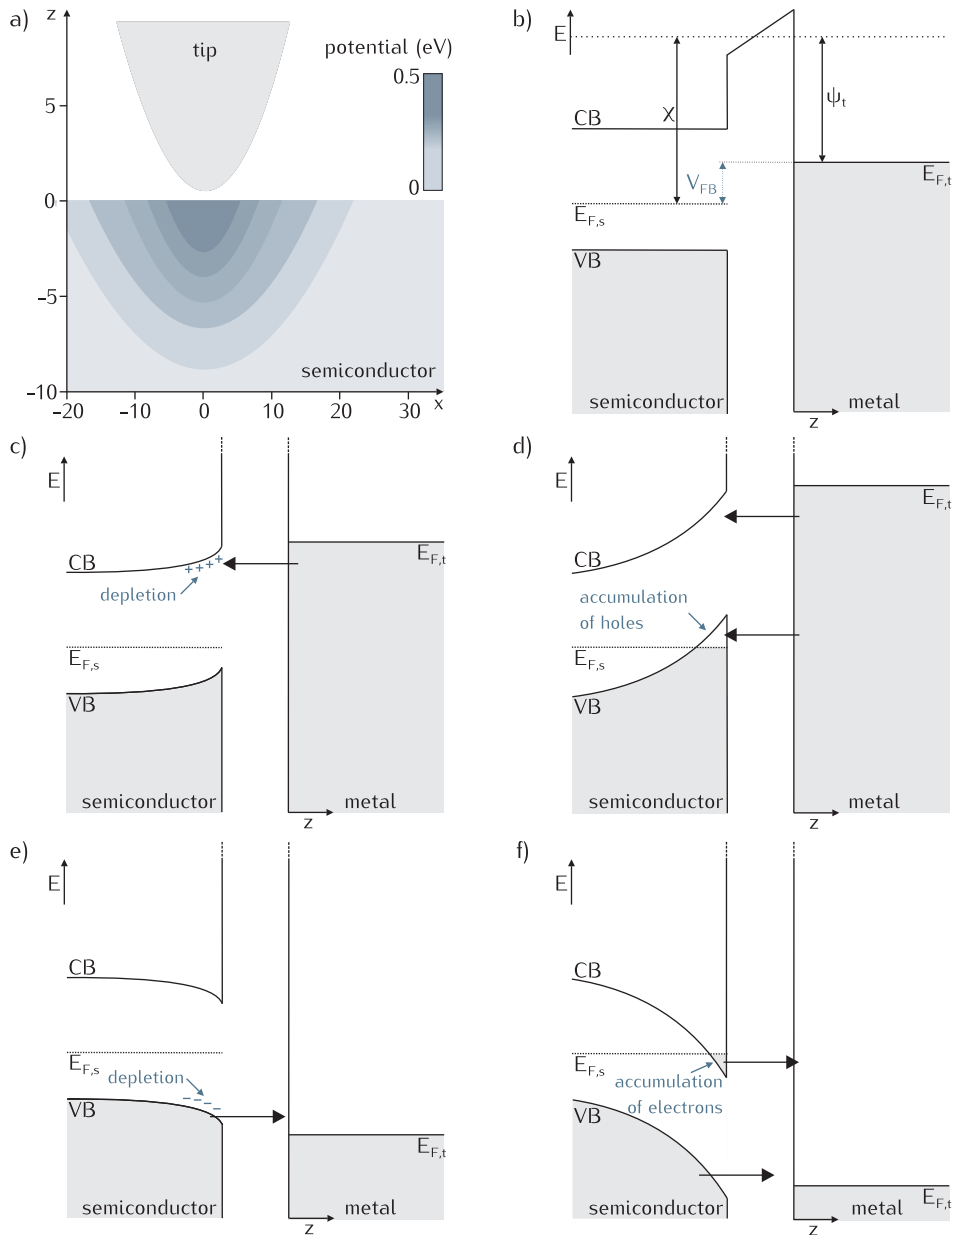 a)
z
tip
potential (eV)
0.5
0
5
0
−5
−10
−20
−10
0
10
20
30
x
semiconductor
b)
E
CB
χ
ψt
VFB
EF,t
EF,s
VB
semiconductor
metal
z
c)
E
CB
depletion
+ + + +
EF,t
EF,s
VB
semiconductor
metal
z
d)
E
EF,t
CB
accumulation
of holes
EF,s
VB
semiconductor
metal
z
e)
E
CB
EF,s
depletion
− − − −
VB
EF,t
semiconductor
metal
z
f)
E
CB
EF,s
accumulation
of electrons
VB
EF,t
semiconductor
metal
z